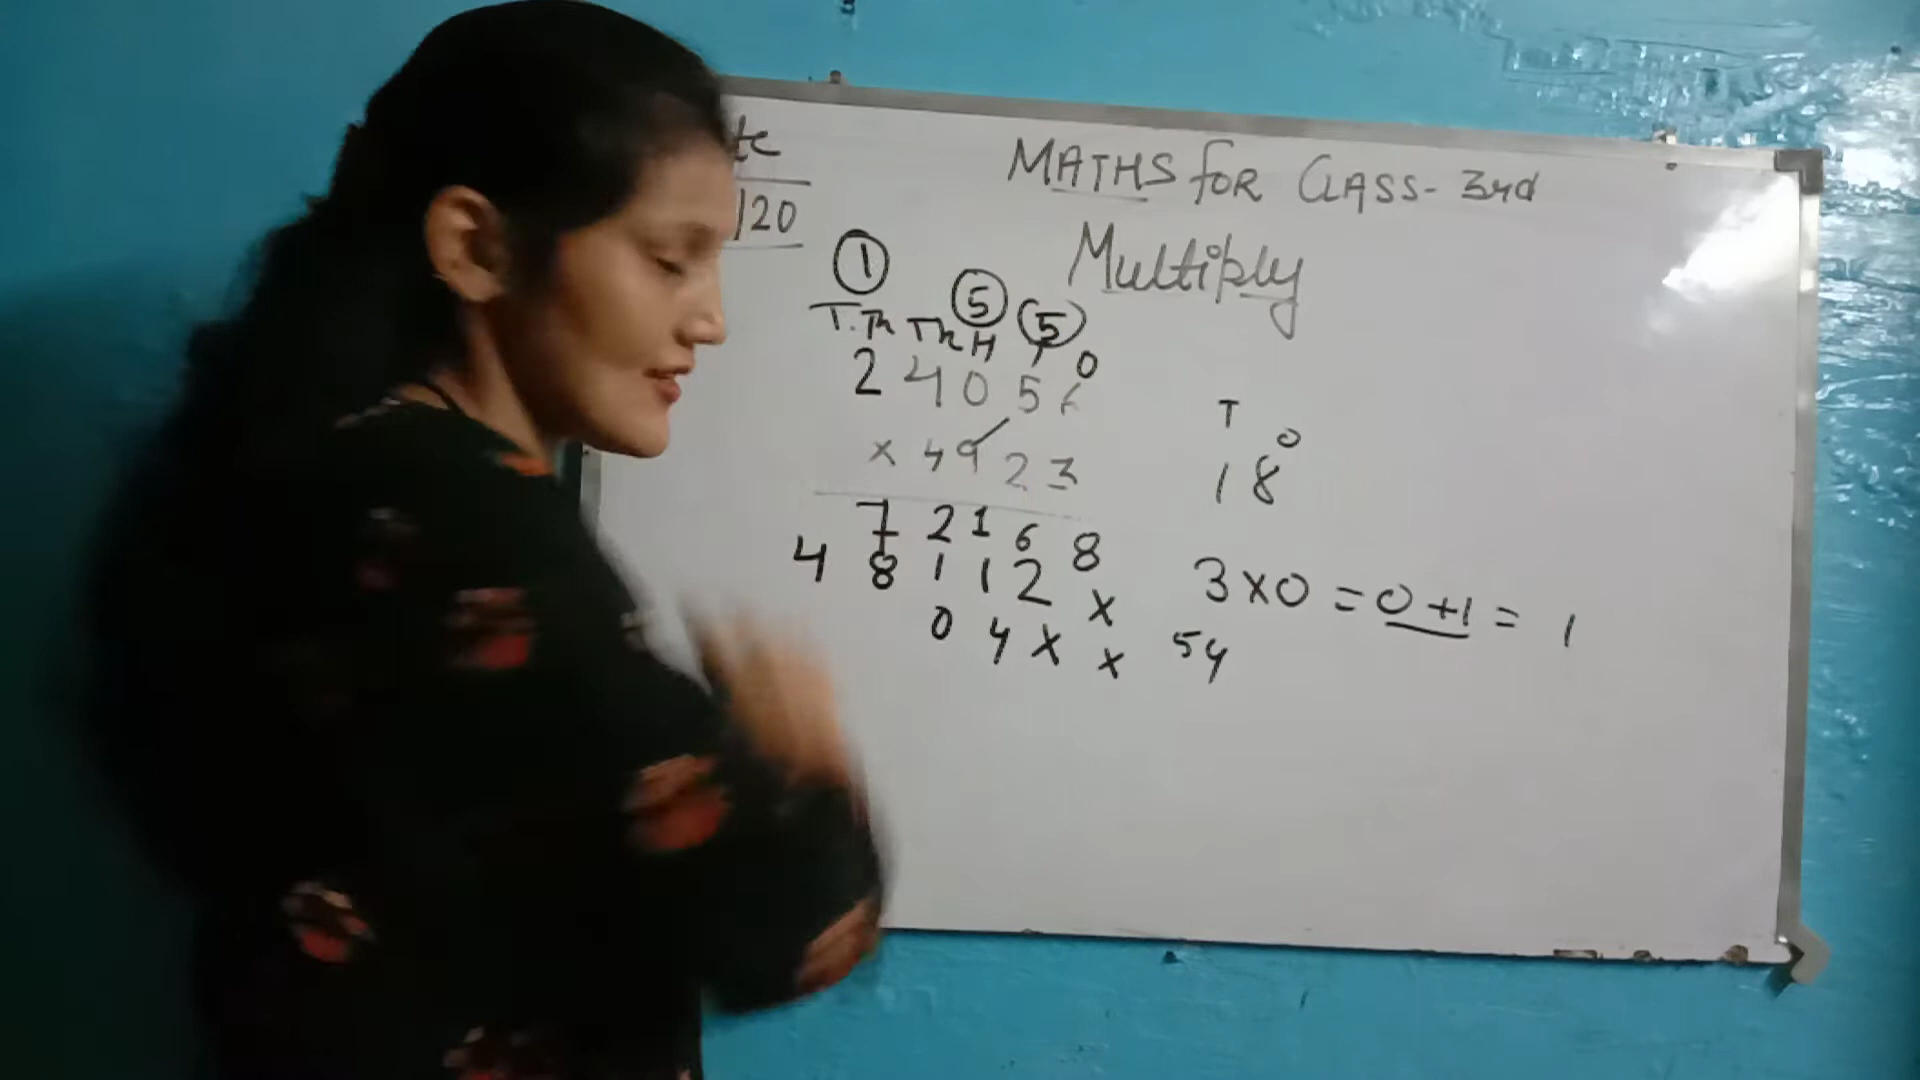 te
/20
MATHS FOR CLASS- 3rd
Multiply
1
5 5
T.Th Th H T O
2 4 0 5 6
× 4 9 2 3
7 2 1 6 8
4 8 1 1 2 ×
0 4 × ×
T O
1 8
3 × 0 = 0 + 1 = 1
54